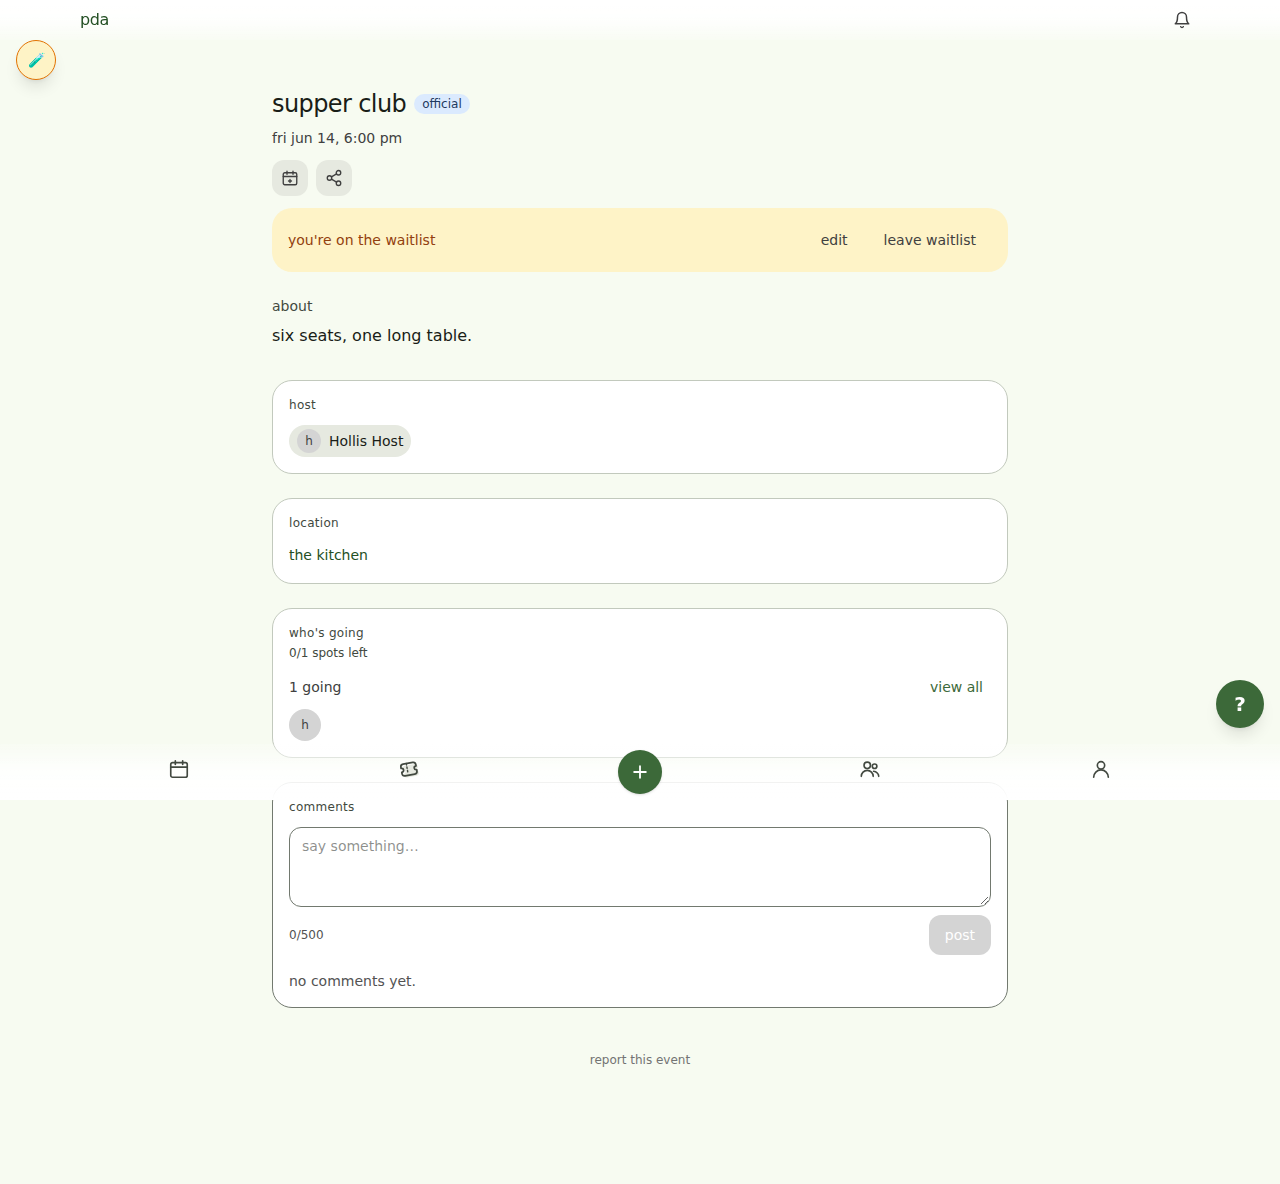 pda
supper club official
fri jun 14, 6:00 pm
you're on the waitlist edit leave waitlist
about
six seats, one long table.
host
h Hollis Host
location
the kitchen
who's going
0/1 spots left
1 going view all
?
h
+
comments
say something...
0/500 post
no comments yet.
report this event